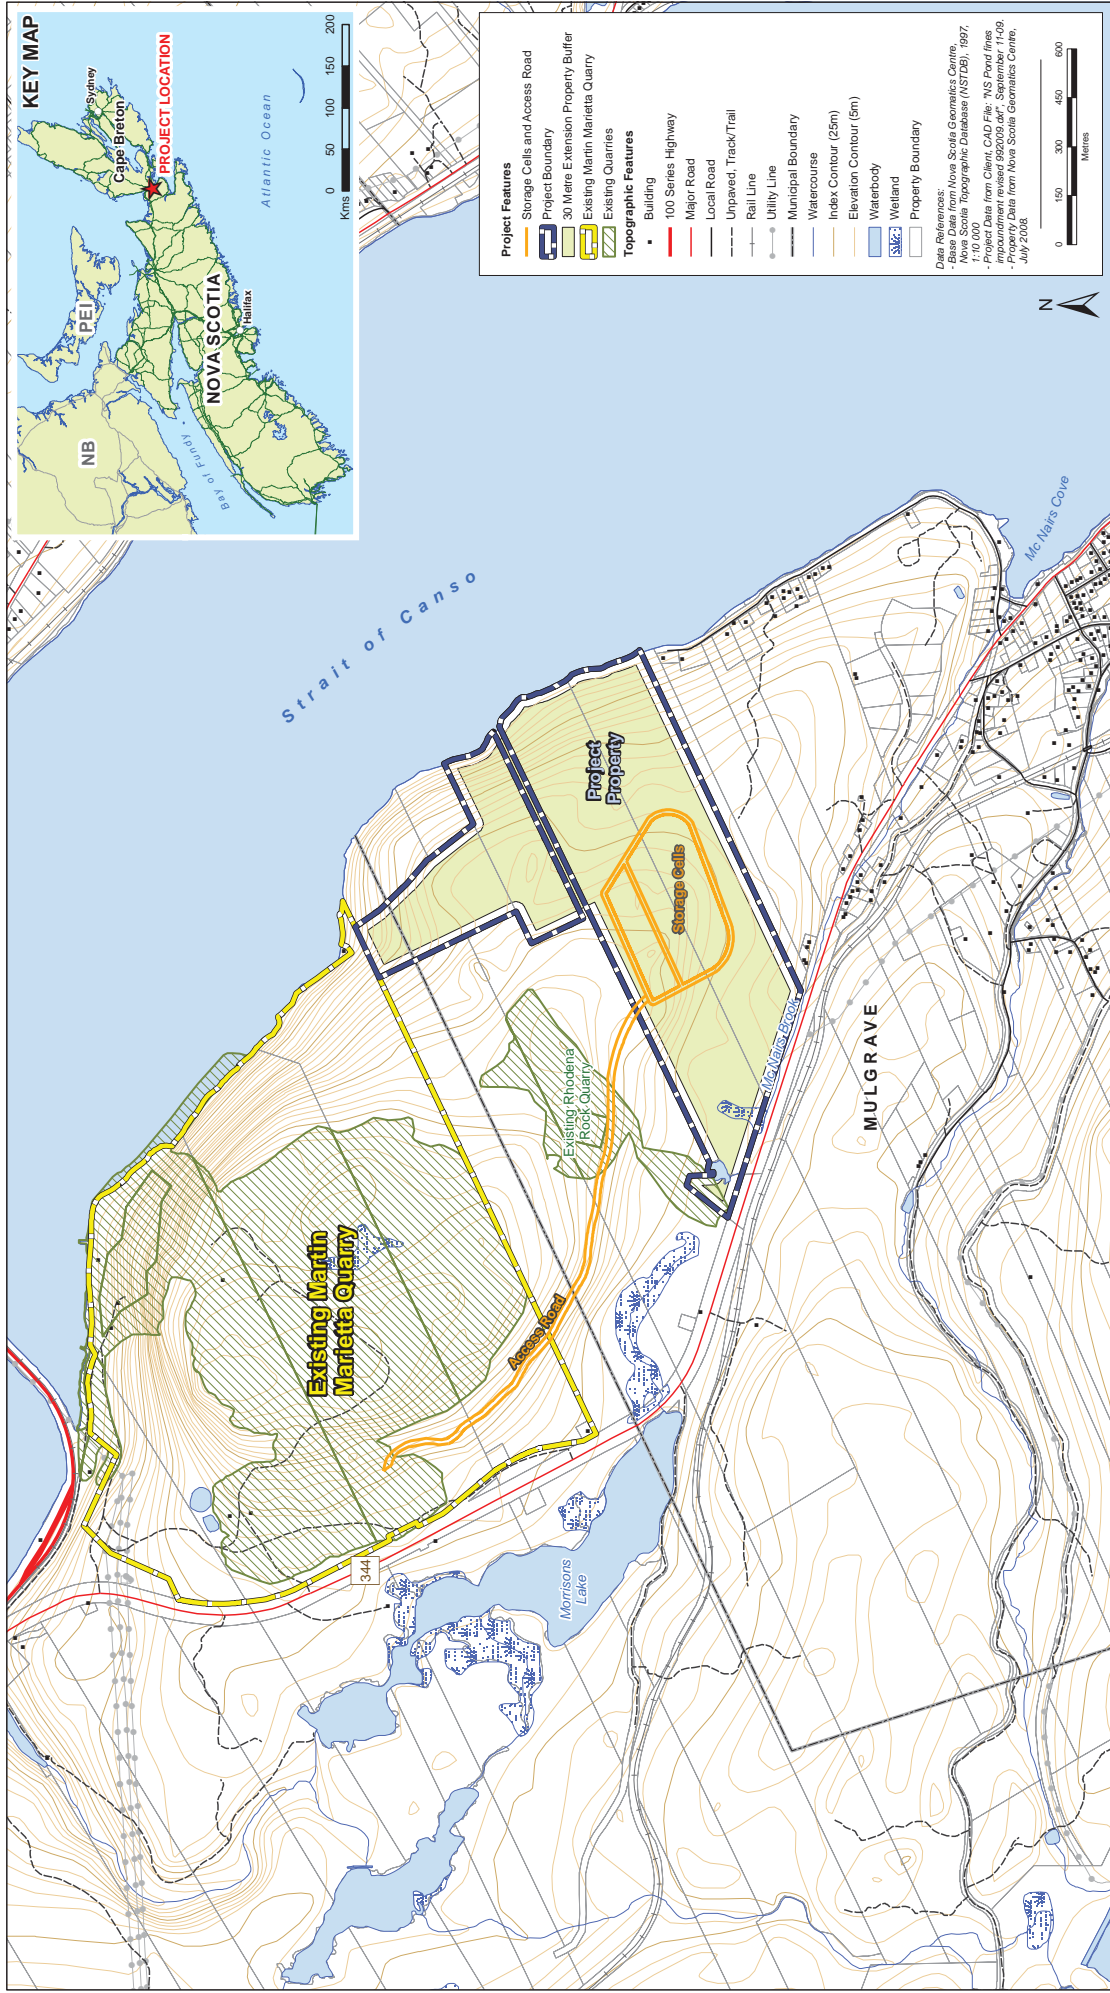 KEY MAP
NB
PEI
Cape Breton
Sydney
PROJECT LOCATION
NOVA SCOTIA
Halifax
Bay of Fundy
Atlantic Ocean
Kms
0 50 100 150 200
Strait of Canso
Mc Nairs Cove
Existing Martin
Marietta Quarry
Access Road
Existing Rhodena
Rock Quarry
Project
Property
Storage Cells
Mc Nairs Brook
MULGRAVE
344
Morrisons
Lake
Project Features
Storage Cells and Access Road
Project Boundary
30 Metre Extension Property Buffer
Existing Martin Marietta Quarry
Existing Quarries
Topographic Features
Building
100 Series Highway
Major Road
Local Road
Unpaved, Track/Trail
Rail Line
Utility Line
Municipal Boundary
Watercourse
Index Contour (25m)
Elevation Contour (5m)
Waterbody
Wetland
Property Boundary
Data References:
- Base Data from Nova Scotia Geomatics Centre,
Nova Scotia Topographic Database (NSTDB), 1997,
1:10 000
- Project Data from Client, CAD File: "NS Pond fines
impoundment revised 992009.dxf", September 11-09.
- Property Data from Nova Scotia Geomatics Centre,
July 2008.
N
0 150 300 450 600
Metres